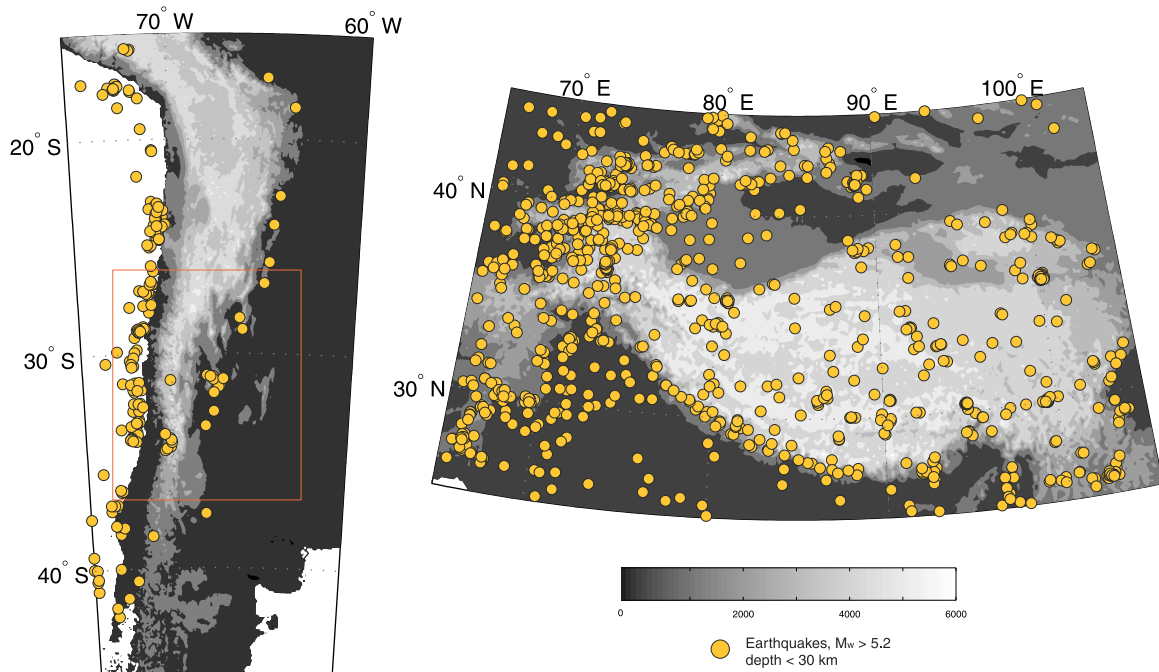 70° W
60° W
20° S
30° S
40° S
70° E
80° E
90° E
100° E
40° N
30° N
0
2000
4000
6000
Earthquakes, Mw > 5.2
depth < 30 km